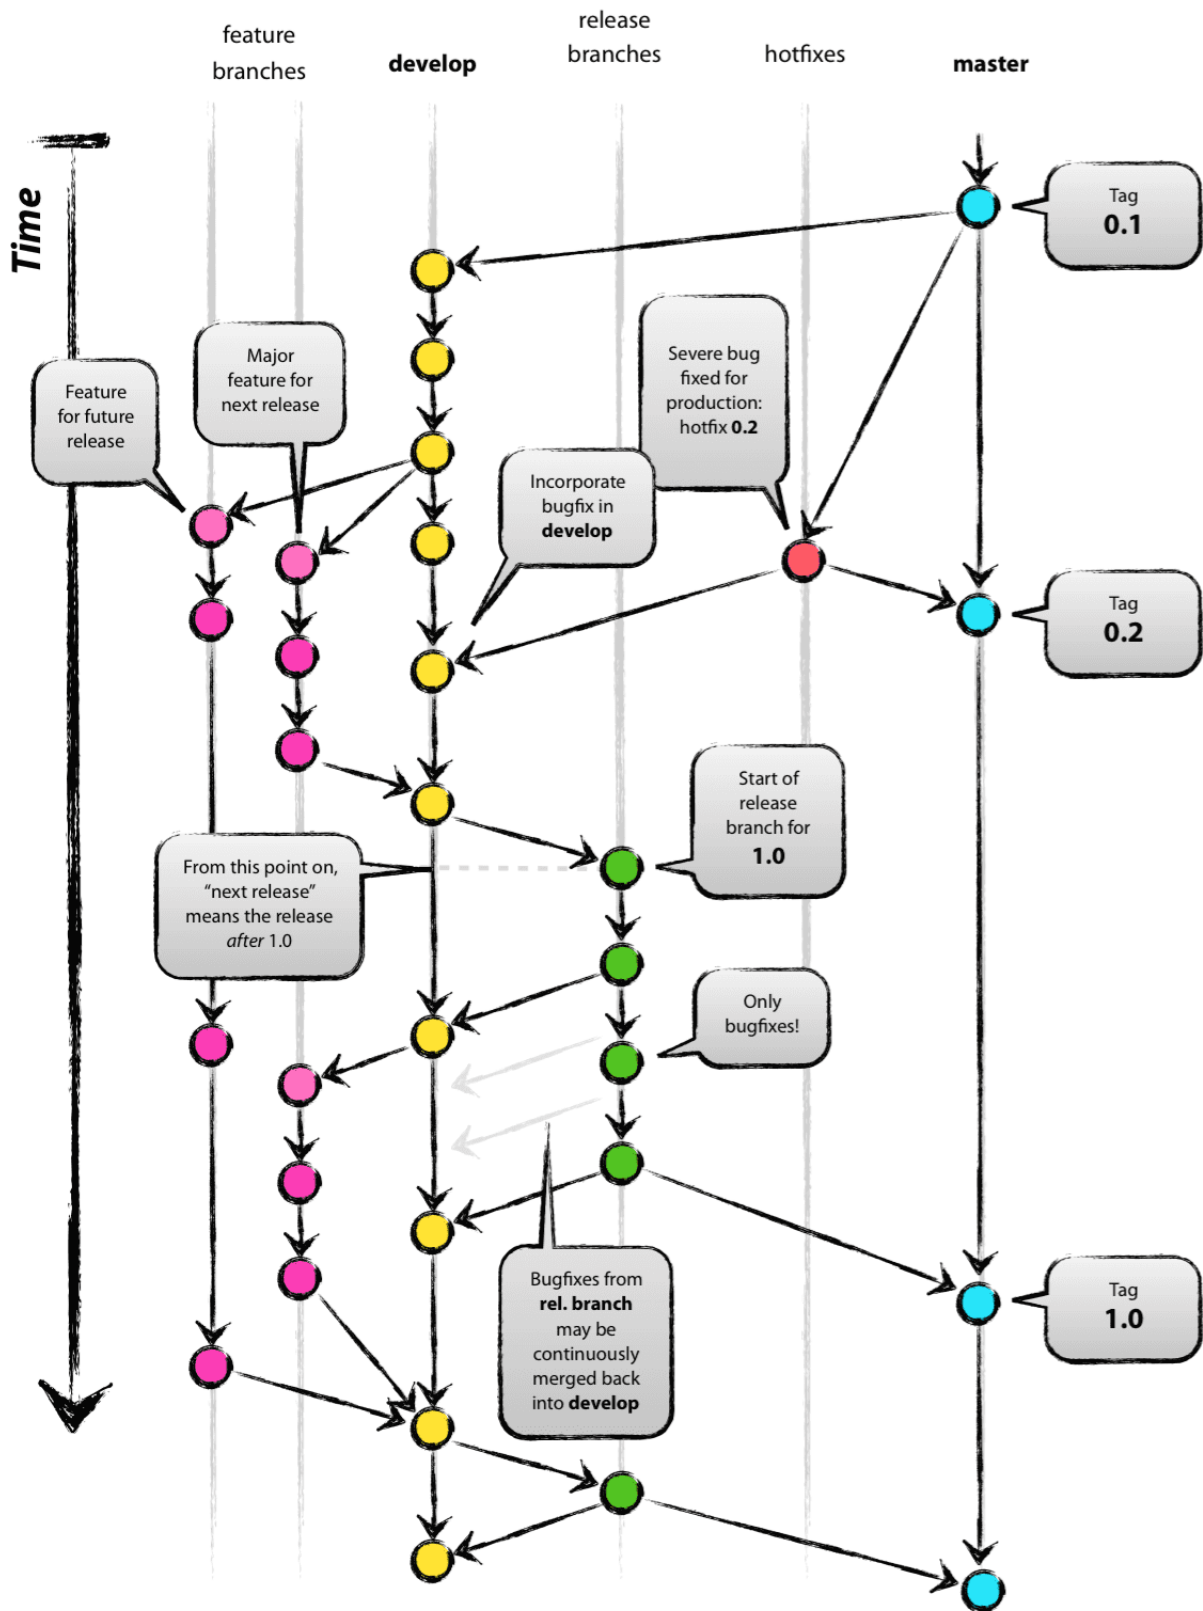 feature
branches
develop
release
branches
hotfixes
master
Time
Tag
0.1
Major
feature for
next release
Feature
for future
release
Severe bug
fixed for
production:
hotfix 0.2
Incorporate
bugfix in
develop
Tag
0.2
Start of
release
branch for
1.0
From this point on,
“next release”
means the release
after 1.0
Only
bugfixes!
Bugfixes from
rel. branch
may be
continuously
merged back
into develop
Tag
1.0